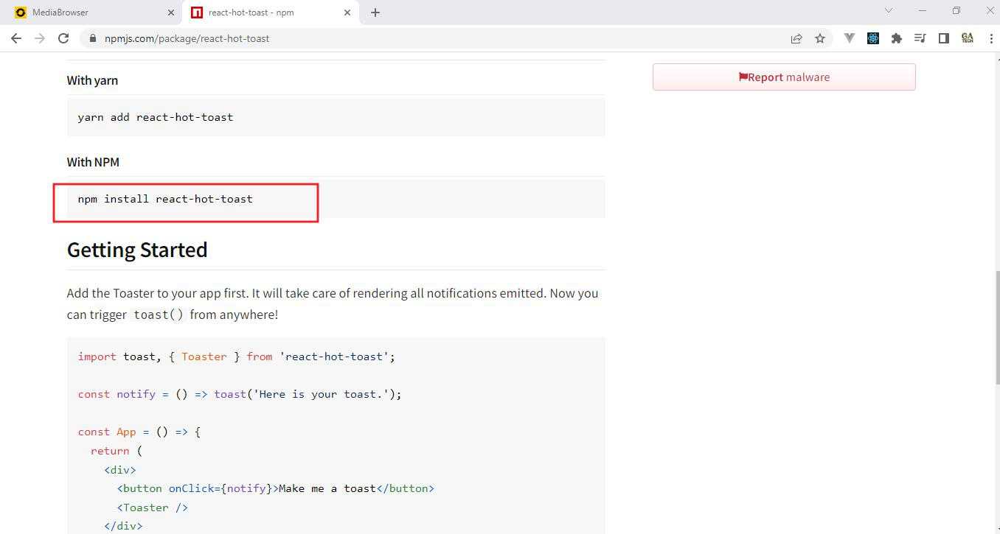 MediaBrowser
react-hot-toast - npm
npmjs.com/package/react-hot-toast
GA
TECH
With yarn
Report malware
yarn add react-hot-toast
With NPM
npm install react-hot-toast
Getting Started
Add the Toaster to your app first. It will take care of rendering all notifications emitted. Now you
can trigger toast() from anywhere!
import toast, { Toaster } from 'react-hot-toast';
const notify = () => toast('Here is your toast.');
const App = () => {
return (
<div>
<button onClick={notify}>Make me a toast</button>
<Toaster />
</div>